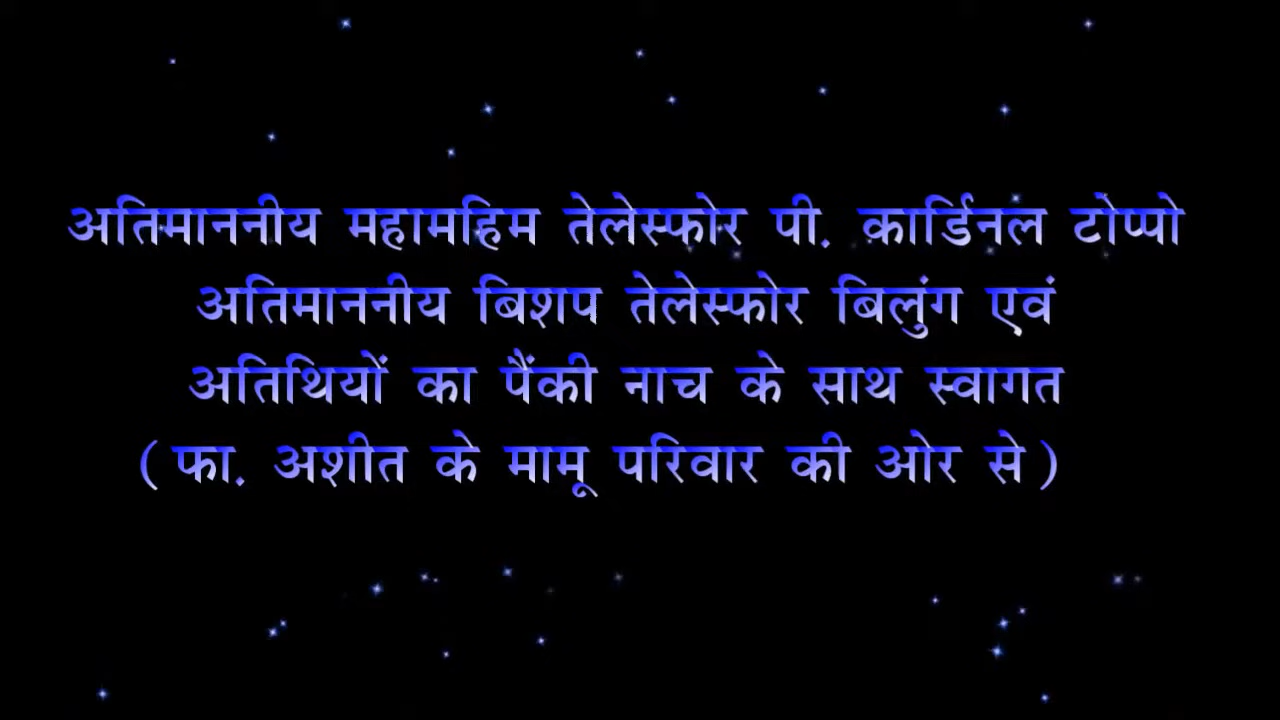 अतिमाननीय महामहिम तेलेस्फोर पी. कार्डिनल टोप्पो
अतिमाननीय बिशप तेलेस्फोर बिलुंग एवं
अतिथियों का पैंकी नाच के साथ स्वागत
(फा. अशीत के मामू परिवार की ओर से)